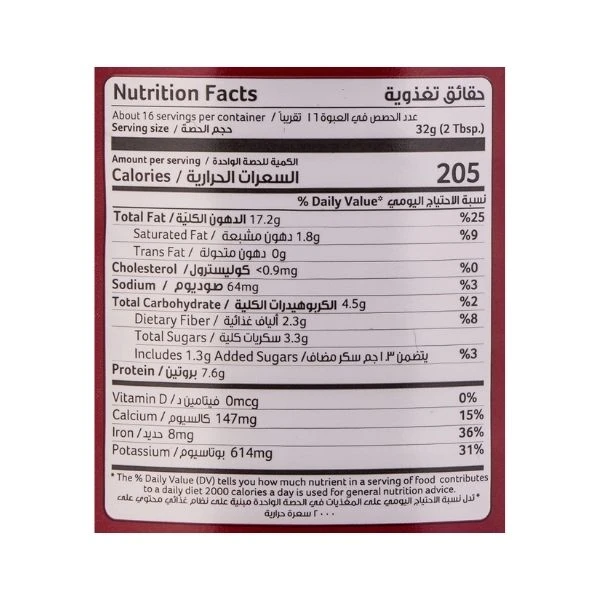 Nutrition Facts حقائق تغذوية
About 16 servings per container / عدد الحصص في العبوة ١٦ تقريباً
Serving size / حجم الحصة 32g (2 Tbsp.)
Amount per serving / الكمية للحصة الواحدة
Calories / السعرات الحرارية 205
% Daily Value* نسبة الاحتياج اليومي
Total Fat / الدهون الكليّة 17.2g %25
Saturated Fat / دهون مشبعة 1.8g %9
Trans Fat / دهون متحولة 0g
Cholesterol / كوليسترول <0.9mg %0
Sodium / صوديوم 64mg %3
Total Carbohydrate / الكربوهيدرات الكلية 4.5g %2
Dietary Fiber / ألياف غذائية 2.3g %8
Total Sugars / سكريات كلية 3.3g
Includes 1.3g Added Sugars / يتضمن ١.٣جم سكر مضاف %3
Protein / بروتين 7.6g
Vitamin D / فيتامين د 0mcg 0%
Calcium / كالسيوم 147mg 15%
Iron / حديد 8mg 36%
Potassium / بوتاسيوم 614mg 31%
* The % Daily Value (DV) tells you how much nutrient in a serving of food contributes
to a daily diet 2000 calories a day is used for general nutrition advice.
* تدل نسبة الاحتياج اليومي على المغذيات في الحصة الواحدة مبنية على نظام غذائي محتوي على
٢٠٠٠ سعرة حرارية